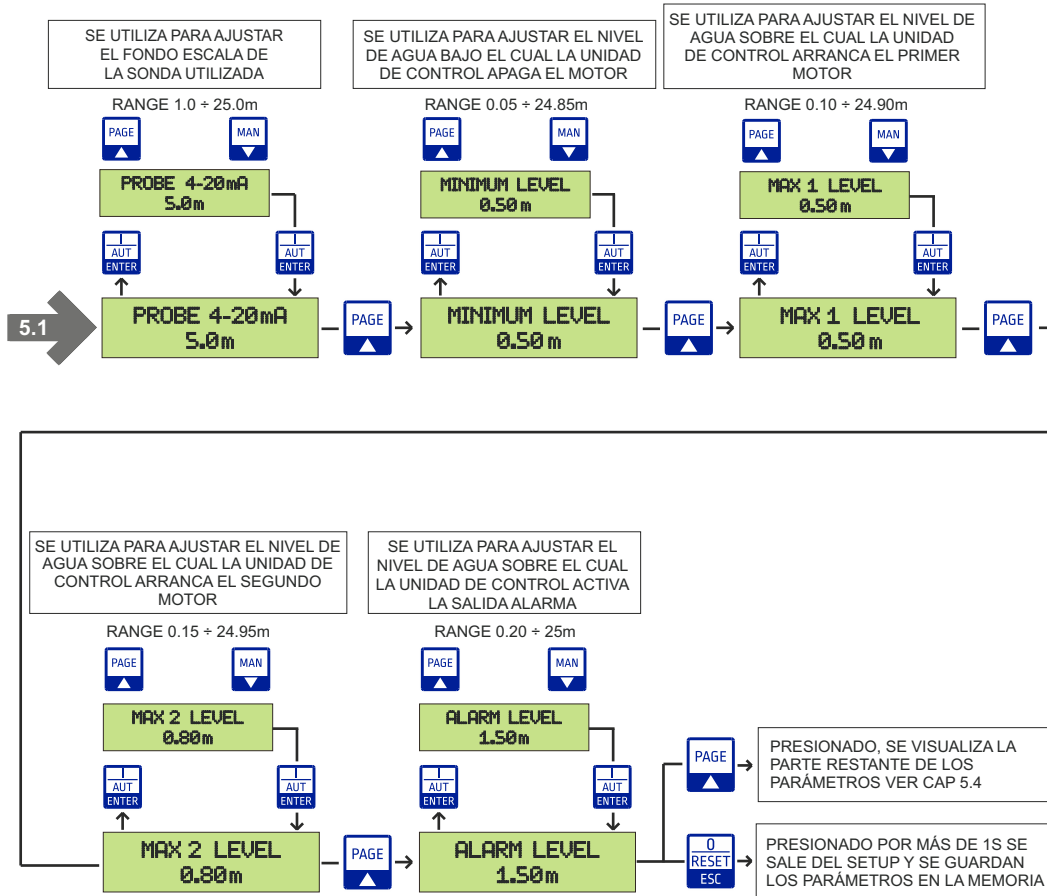 SE UTILIZA PARA AJUSTAR
EL FONDO ESCALA DE
LA SONDA UTILIZADA
RANGE 1.0 ÷ 25.0m
PAGE
MAN
PROBE 4-20mA
5.0m
I
AUT
ENTER
I
AUT
ENTER
5.1
PROBE 4-20mA
5.0m
PAGE
SE UTILIZA PARA AJUSTAR EL NIVEL
DE AGUA BAJO EL CUAL LA UNIDAD
DE CONTROL APAGA EL MOTOR
RANGE 0.05 ÷ 24.85m
PAGE
MAN
MINIMUM LEVEL
0.50 m
I
AUT
ENTER
I
AUT
ENTER
MINIMUM LEVEL
0.50 m
PAGE
SE UTILIZA PARA AJUSTAR EL NIVEL DE
AGUA SOBRE EL CUAL LA UNIDAD
DE CONTROL ARRANCA EL PRIMER
MOTOR
RANGE 0.10 ÷ 24.90m
PAGE
MAN
MAX 1 LEVEL
0.50 m
I
AUT
ENTER
I
AUT
ENTER
MAX 1 LEVEL
0.50 m
PAGE
SE UTILIZA PARA AJUSTAR EL NIVEL DE
AGUA SOBRE EL CUAL LA UNIDAD DE
CONTROL ARRANCA EL SEGUNDO
MOTOR
RANGE 0.15 ÷ 24.95m
PAGE
MAN
MAX 2 LEVEL
0.80m
I
AUT
ENTER
I
AUT
ENTER
MAX 2 LEVEL
0.80m
PAGE
SE UTILIZA PARA AJUSTAR EL
NIVEL DE AGUA SOBRE EL CUAL
LA UNIDAD DE CONTROL ACTIVA
LA SALIDA ALARMA
RANGE 0.20 ÷ 25m
PAGE
MAN
ALARM LEVEL
1.50m
I
AUT
ENTER
I
AUT
ENTER
ALARM LEVEL
1.50m
PAGE
PRESIONADO, SE VISUALIZA LA
PARTE RESTANTE DE LOS
PARÁMETROS VER CAP 5.4
0
RESET
ESC
PRESIONADO POR MÁS DE 1S SE
SALE DEL SETUP Y SE GUARDAN
LOS PARÁMETROS EN LA MEMORIA